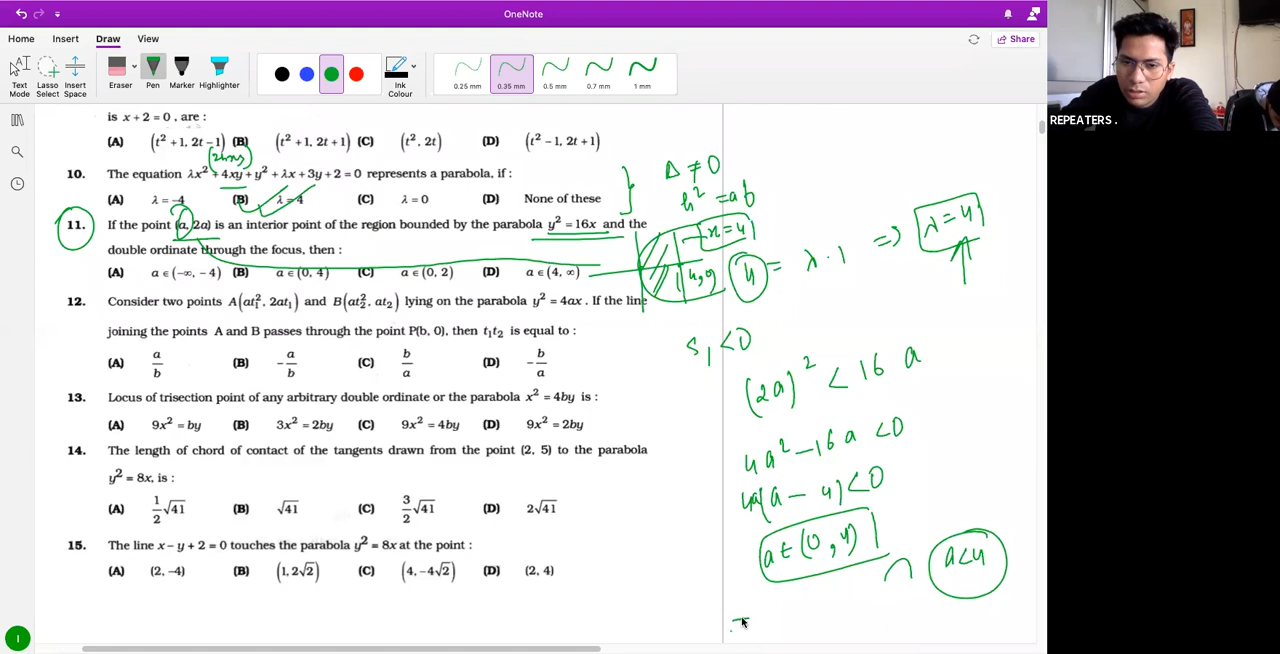 OneNote
Home Insert Draw View
Share
Text Mode
Lasso Select
Insert Space
Eraser
Pen
Marker
Highlighter
Ink Colour
0.25 mm
0.35 mm
0.5 mm
0.7 mm
1 mm
REPEATERS .
is x + 2 = 0 , are :
(A) (t² + 1, 2t − 1) (B) (t² + 1, 2t + 1) (C) (t², 2t) (D) (t² − 1, 2t + 1)
10. The equation λx² + 4xy + y² + λx + 3y + 2 = 0 represents a parabola, if :
(A) λ = −4 (B) λ = 4 (C) λ = 0 (D) None of these
11. If the point (a, 2a) is an interior point of the region bounded by the parabola y² = 16x and the
double ordinate through the focus, then :
(A) a ∈ (−∞, −4) (B) a ∈ (0, 4) (C) a ∈ (0, 2) (D) a ∈ (4, ∞)
12. Consider two points A(at₁², 2at₁) and B(at₂², at₂) lying on the parabola y² = 4ax. If the line
joining the points A and B passes through the point P(b, 0), then t₁t₂ is equal to :
(A) a/b (B) −a/b (C) b/a (D) −b/a
13. Locus of trisection point of any arbitrary double ordinate or the parabola x² = 4by is :
(A) 9x² = by (B) 3x² = 2by (C) 9x² = 4by (D) 9x² = 2by
14. The length of chord of contact of the tangents drawn from the point (2, 5) to the parabola
y² = 8x, is :
(A) 1/2 √41 (B) √41 (C) 3/2 √41 (D) 2√41
15. The line x − y + 2 = 0 touches the parabola y² = 8x at the point :
(A) (2, −4) (B) (1, 2√2) (C) (4, −4√2) (D) (2, 4)
Δ ≠ 0
h² = ab
x = 4
4 = λ · 1 ⇒ λ = 4
S₁ < 0
(2a)² < 16 a
4a² − 16a < 0
4a(a − 4) < 0
a ∈ (0, 4) ∩ a < 4
I